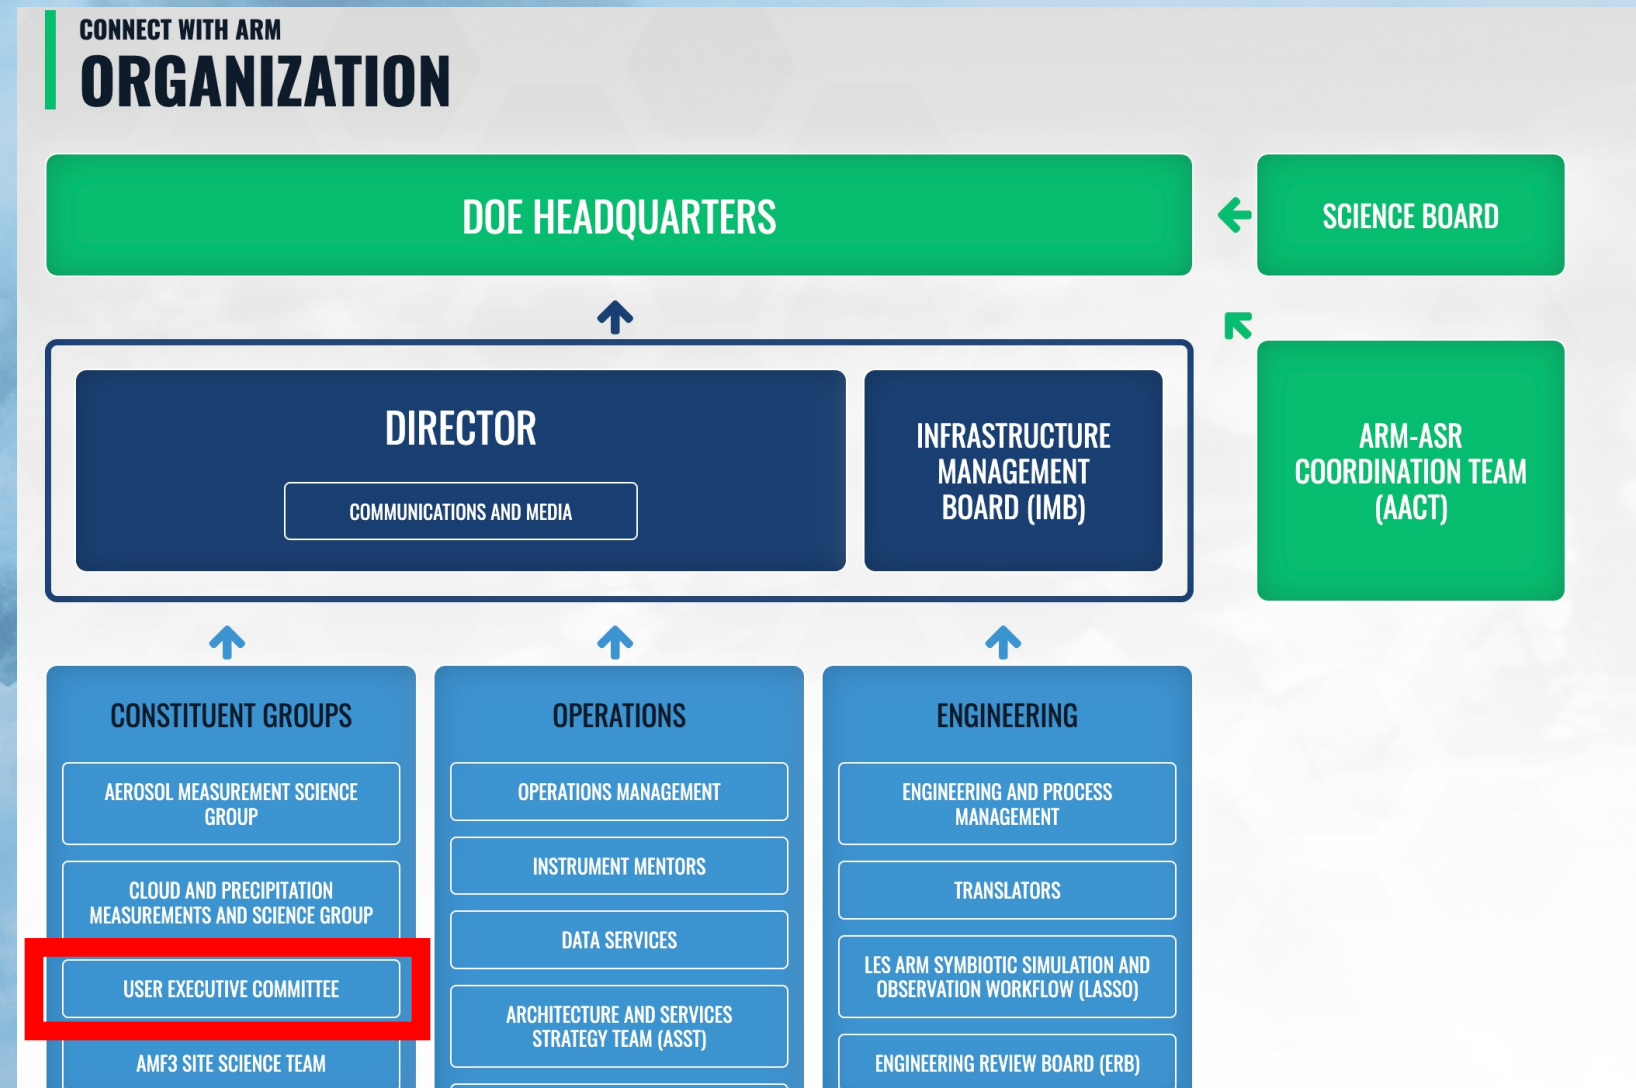 CONNECT WITH ARM
ORGANIZATION
DOE HEADQUARTERS
SCIENCE BOARD
DIRECTOR
COMMUNICATIONS AND MEDIA
INFRASTRUCTURE
MANAGEMENT
BOARD (IMB)
ARM-ASR
COORDINATION TEAM
(AACT)
CONSTITUENT GROUPS
AEROSOL MEASUREMENT SCIENCE
GROUP
CLOUD AND PRECIPITATION
MEASUREMENTS AND SCIENCE GROUP
USER EXECUTIVE COMMITTEE
AMF3 SITE SCIENCE TEAM
OPERATIONS
OPERATIONS MANAGEMENT
INSTRUMENT MENTORS
DATA SERVICES
ARCHITECTURE AND SERVICES
STRATEGY TEAM (ASST)
ENGINEERING
ENGINEERING AND PROCESS
MANAGEMENT
TRANSLATORS
LES ARM SYMBIOTIC SIMULATION AND
OBSERVATION WORKFLOW (LASSO)
ENGINEERING REVIEW BOARD (ERB)